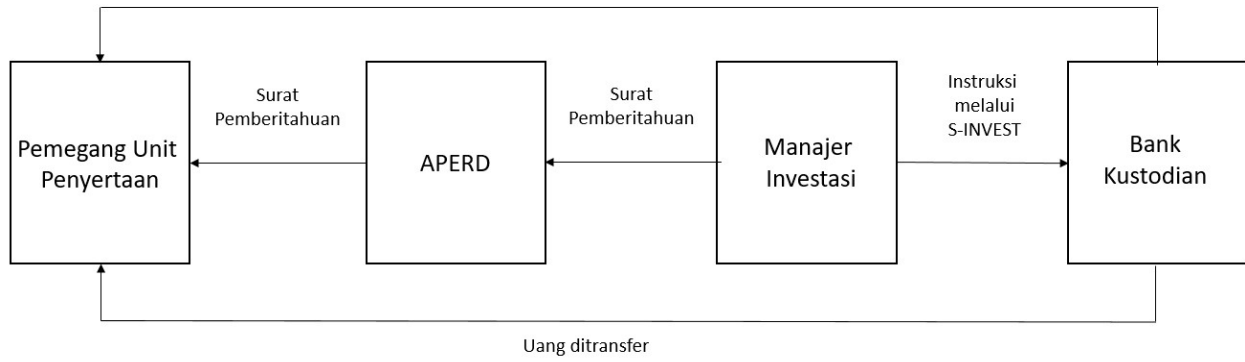 Pemegang Unit
Penyertaan
Surat
Pemberitahuan
APERD
Surat
Pemberitahuan
Manajer
Investasi
Instruksi
melalui
S-INVEST
Bank
Kustodian
Uang ditransfer